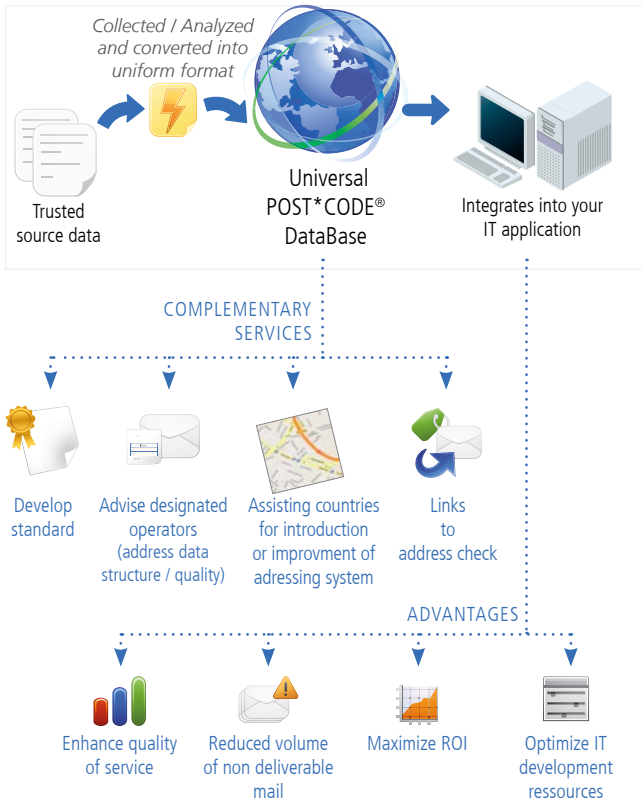 Collected / Analyzed
and converted into
uniform format
Trusted
source data
Universal
POST*CODE®
DataBase
Integrates into your
IT application
COMPLEMENTARY
SERVICES
Develop
standard
Advise designated
operators
(address data
structure / quality)
Assisting countries
for introduction
or improvment of
adressing system
Links
to
address check
ADVANTAGES
Enhance quality
of service
Reduced volume
of non deliverable
mail
Maximize ROI
Optimize IT
development
ressources